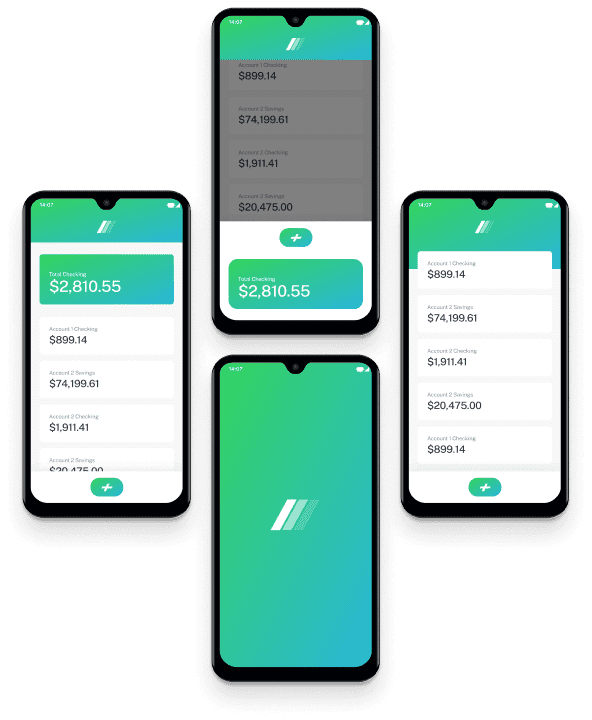 14:07
Account 1 Checking
$899.14
Account 2 Savings
$74,199.61
Account 2 Checking
$1,911.41
Account 2 Savings
$20,475.00
Total Checking
$2,810.55
14:07
Total Checking
$2,810.55
Account 1 Checking
$899.14
Account 2 Savings
$74,199.61
Account 2 Checking
$1,911.41
Account 2 Savings
$20,475.00
14:07
Account 1 Checking
$899.14
Account 2 Savings
$74,199.61
Account 2 Checking
$1,911.41
Account 2 Savings
$20,475.00
Account 1 Checking
$899.14
14:07